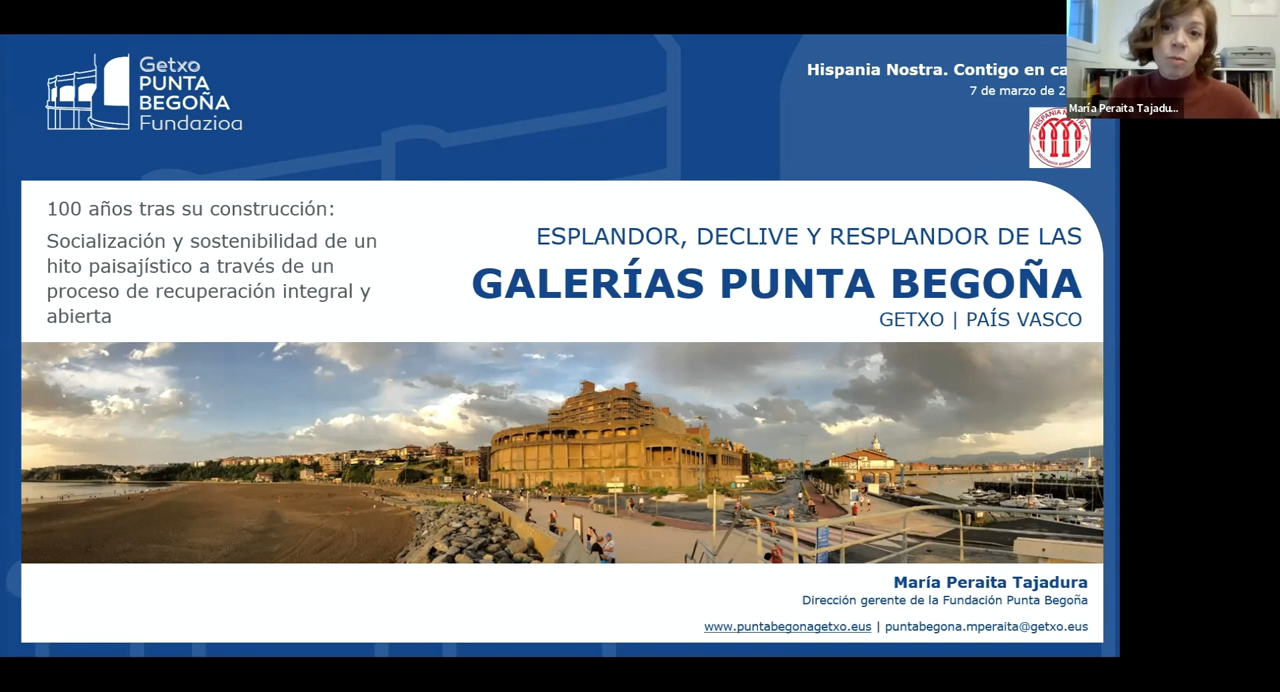 Getxo
PUNTA
BEGOÑA
Fundazioa
Hispania Nostra. Contigo en
7 de marzo de
María Peraita Tajadu...
HISPANIA
100 años tras su construcción:
Socialización y sostenibilidad de un
hito paisajístico a través de un
proceso de recuperación integral y
abierta
ESPLANDOR, DECLIVE Y RESPLANDOR DE LAS
GALERÍAS PUNTA BEGOÑA
GETXO | PAÍS VASCO
María Peraita Tajadura
Dirección gerente de la Fundación Punta Begoña
www.puntabegonagetxo.eus | puntabegona.mperaita@getxo.eus